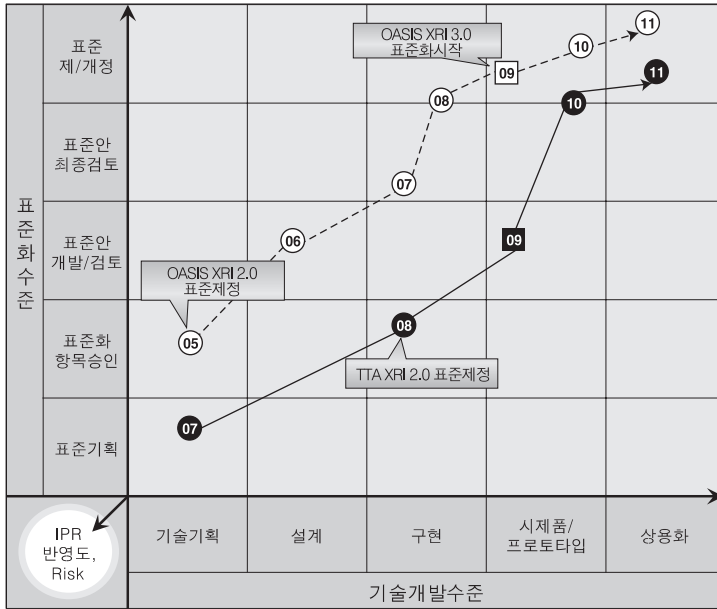 표준
제/개정
표준안
최종검토
표준안
개발/검토
표준화
항목승인
표준기획
표준화수준
OASIS XRI 3.0
표준화시작
OASIS XRI 2.0
표준제정
TTA XRI 2.0 표준제정
05
06
07
08
09
10
11
07
08
09
10
11
IPR
반영도,
Risk
기술기획
설계
구현
시제품/
프로토타입
상용화
기술개발수준